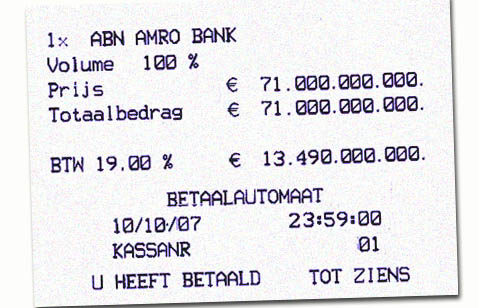 1x ABN AMRO BANK
Volume 100 %
Prijs € 71.000.000.000.
Totaalbedrag € 71.000.000.000.
BTW 19.00 % € 13.490.000.000.
BETAALAUTOMAAT
10/10/07 23:59:00
KASSANR 01
U HEEFT BETAALD TOT ZIENS